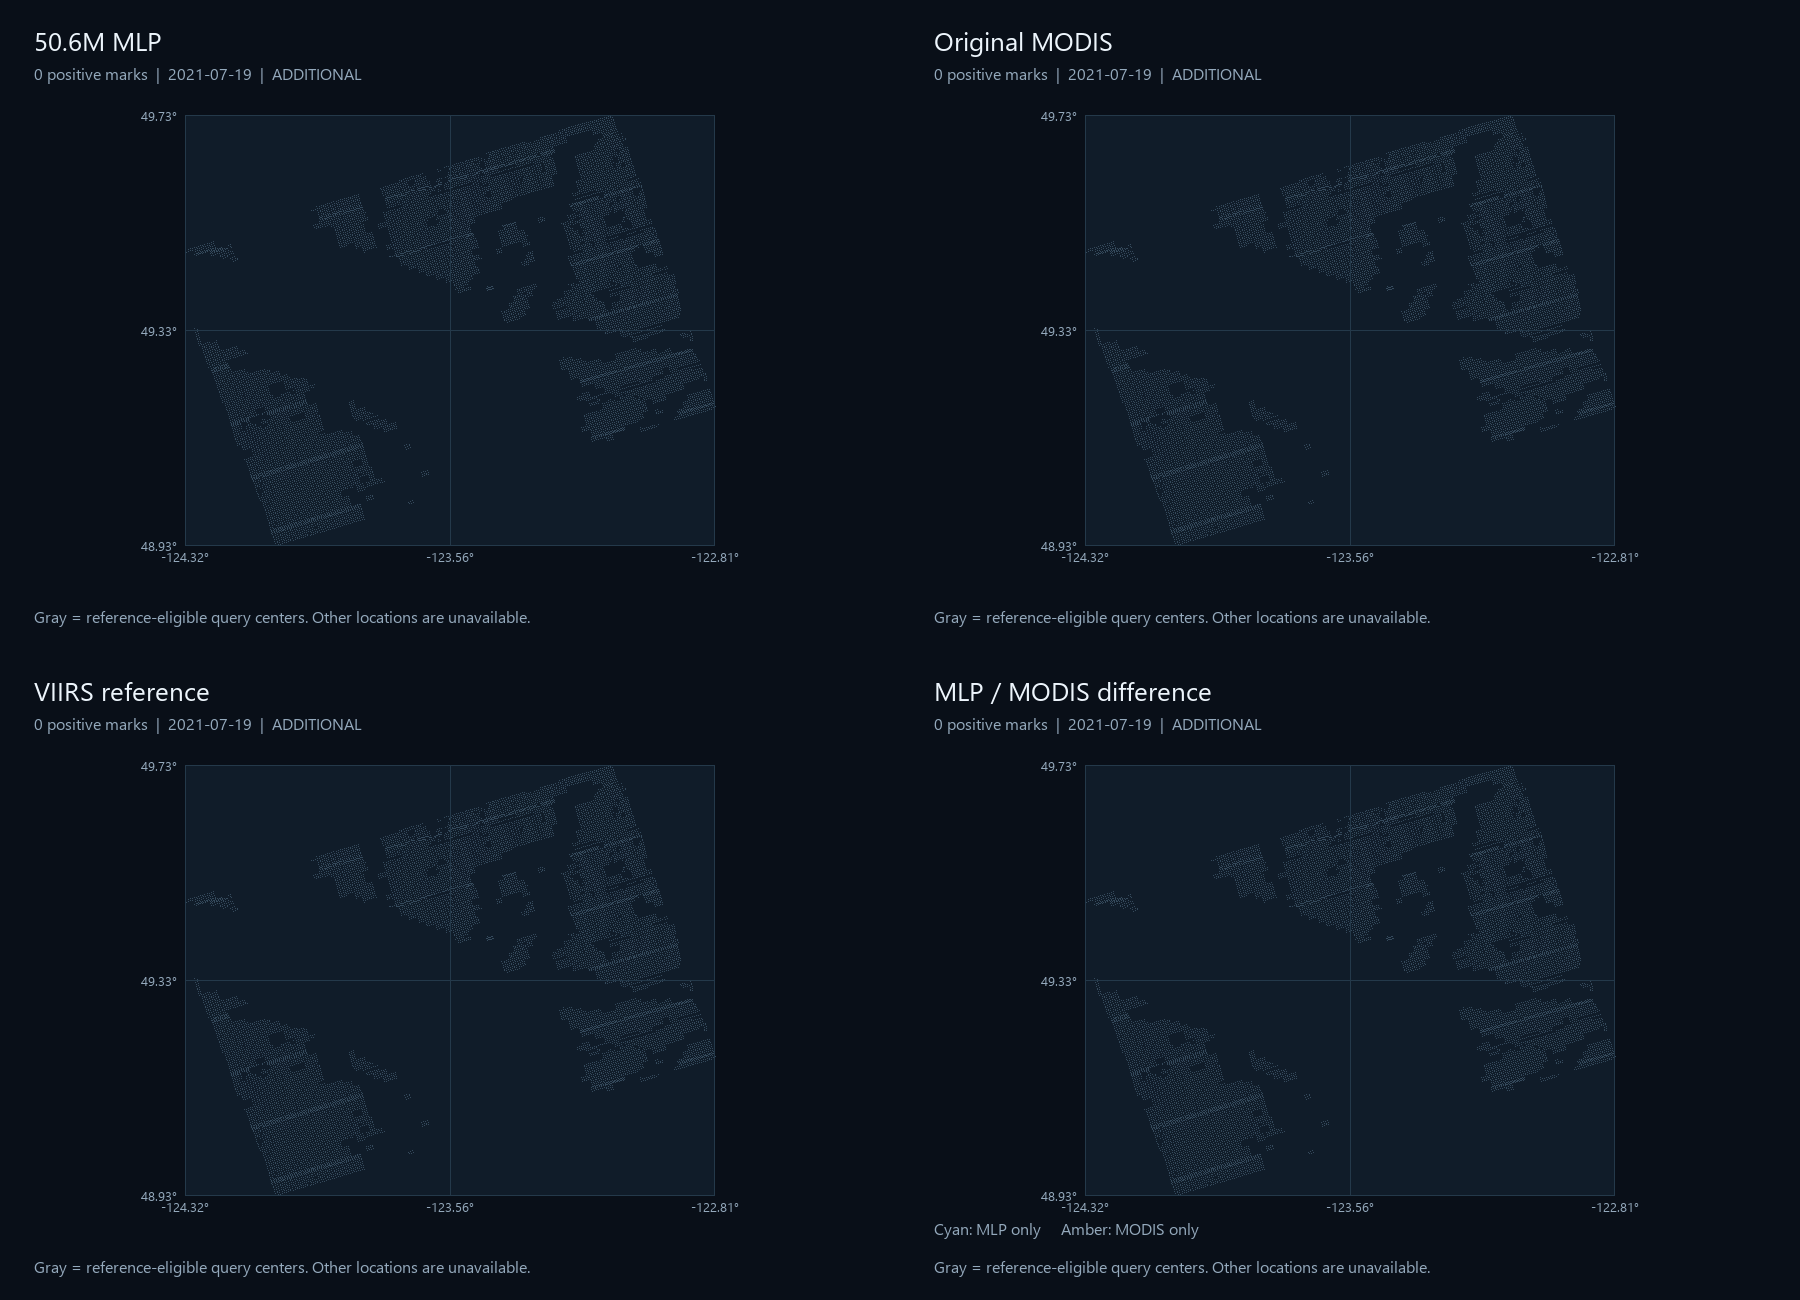 50.6M MLP
0 positive marks | 2021-07-19 | ADDITIONAL
49.73°
49.33°
48.93°
-124.32°
-123.56°
-122.81°
Gray = reference-eligible query centers. Other locations are unavailable.
Original MODIS
0 positive marks | 2021-07-19 | ADDITIONAL
49.73°
49.33°
48.93°
-124.32°
-123.56°
-122.81°
Gray = reference-eligible query centers. Other locations are unavailable.
VIIRS reference
0 positive marks | 2021-07-19 | ADDITIONAL
49.73°
49.33°
48.93°
-124.32°
-123.56°
-122.81°
Gray = reference-eligible query centers. Other locations are unavailable.
MLP / MODIS difference
0 positive marks | 2021-07-19 | ADDITIONAL
49.73°
49.33°
48.93°
-124.32°
-123.56°
-122.81°
Cyan: MLP only Amber: MODIS only
Gray = reference-eligible query centers. Other locations are unavailable.